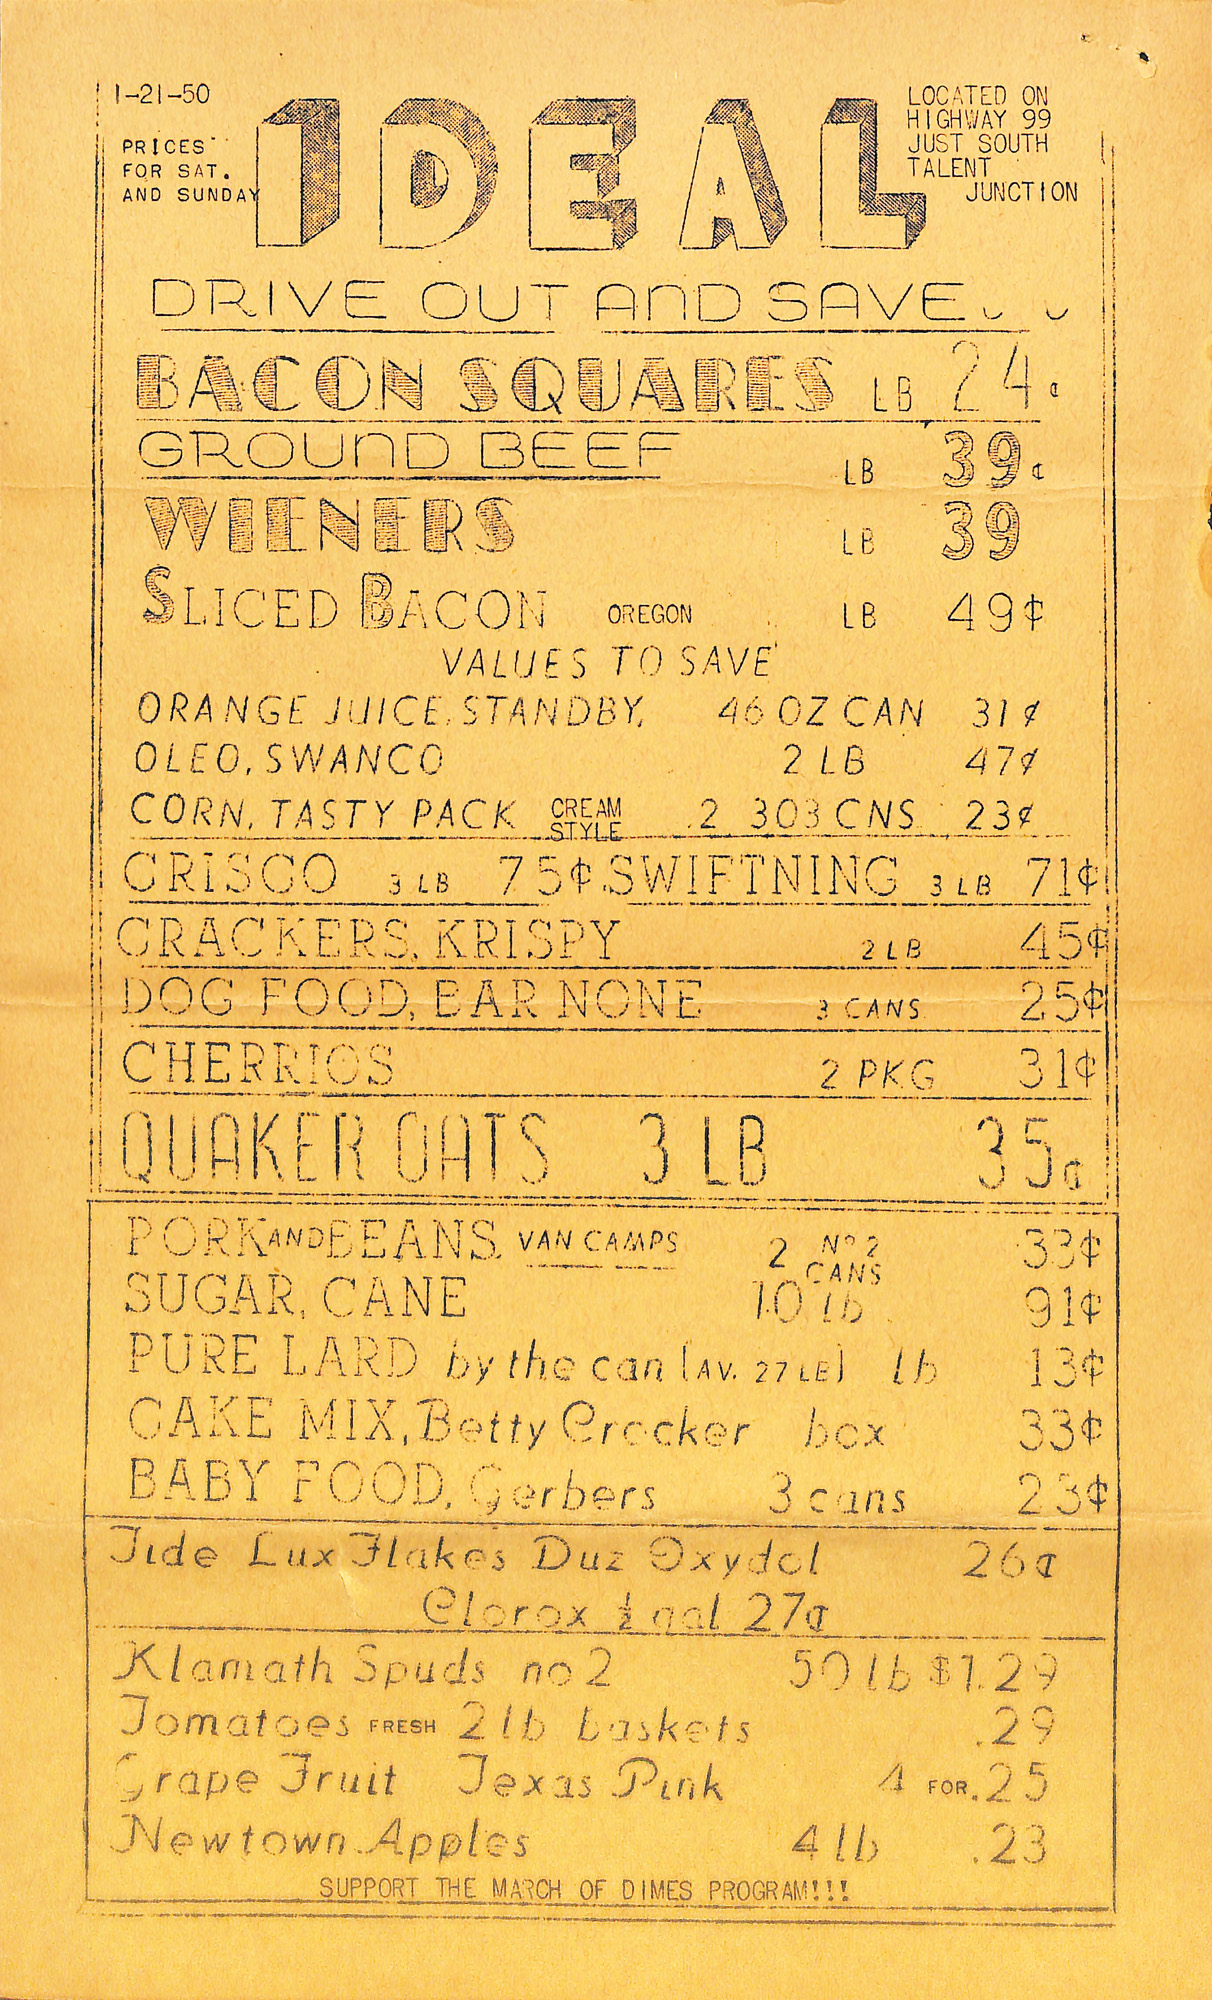 1-21-50
PRICES
FOR SAT.
AND SUNDAY
IDEAL
LOCATED ON
HIGHWAY 99
JUST SOUTH
TALENT
JUNCTION
DRIVE OUT AND SAVE
BACON SQUARES LB 24¢
GROUND BEEF LB 39¢
WIENERS LB 39
SLICED BACON OREGON LB 49¢
VALUES TO SAVE
ORANGE JUICE, STANDBY, 46 OZ CAN 31¢
OLEO, SWANCO 2 LB 47¢
CORN, TASTY PACK CREAM STYLE 2 303 CNS 23¢
CRISCO 3 LB 75¢ SWIFTNING 3 LB 71¢
CRACKERS, KRISPY 2 LB 45¢
DOG FOOD, BAR NONE 3 CANS 25¢
CHERRIOS 2 PKG 31¢
QUAKER OATS 3 LB 35¢
PORK AND BEANS VAN CAMPS 2 No 2 CANS 33¢
SUGAR, CANE 10 lb 91¢
PURE LARD by the can (AV. 27 LB) lb 13¢
CAKE MIX, Betty Crocker box 33¢
BABY FOOD, Gerbers 3 cans 23¢
Tide Lux Flakes Duz Oxydol 26¢
Clorox ½ gal 27¢
Klamath Spuds no 2 50 lb $1.29
Tomatoes FRESH 2 lb baskets .29
Grape Fruit Texas Pink 4 FOR .25
Newtown Apples 4 lb .23
SUPPORT THE MARCH OF DIMES PROGRAM!!!